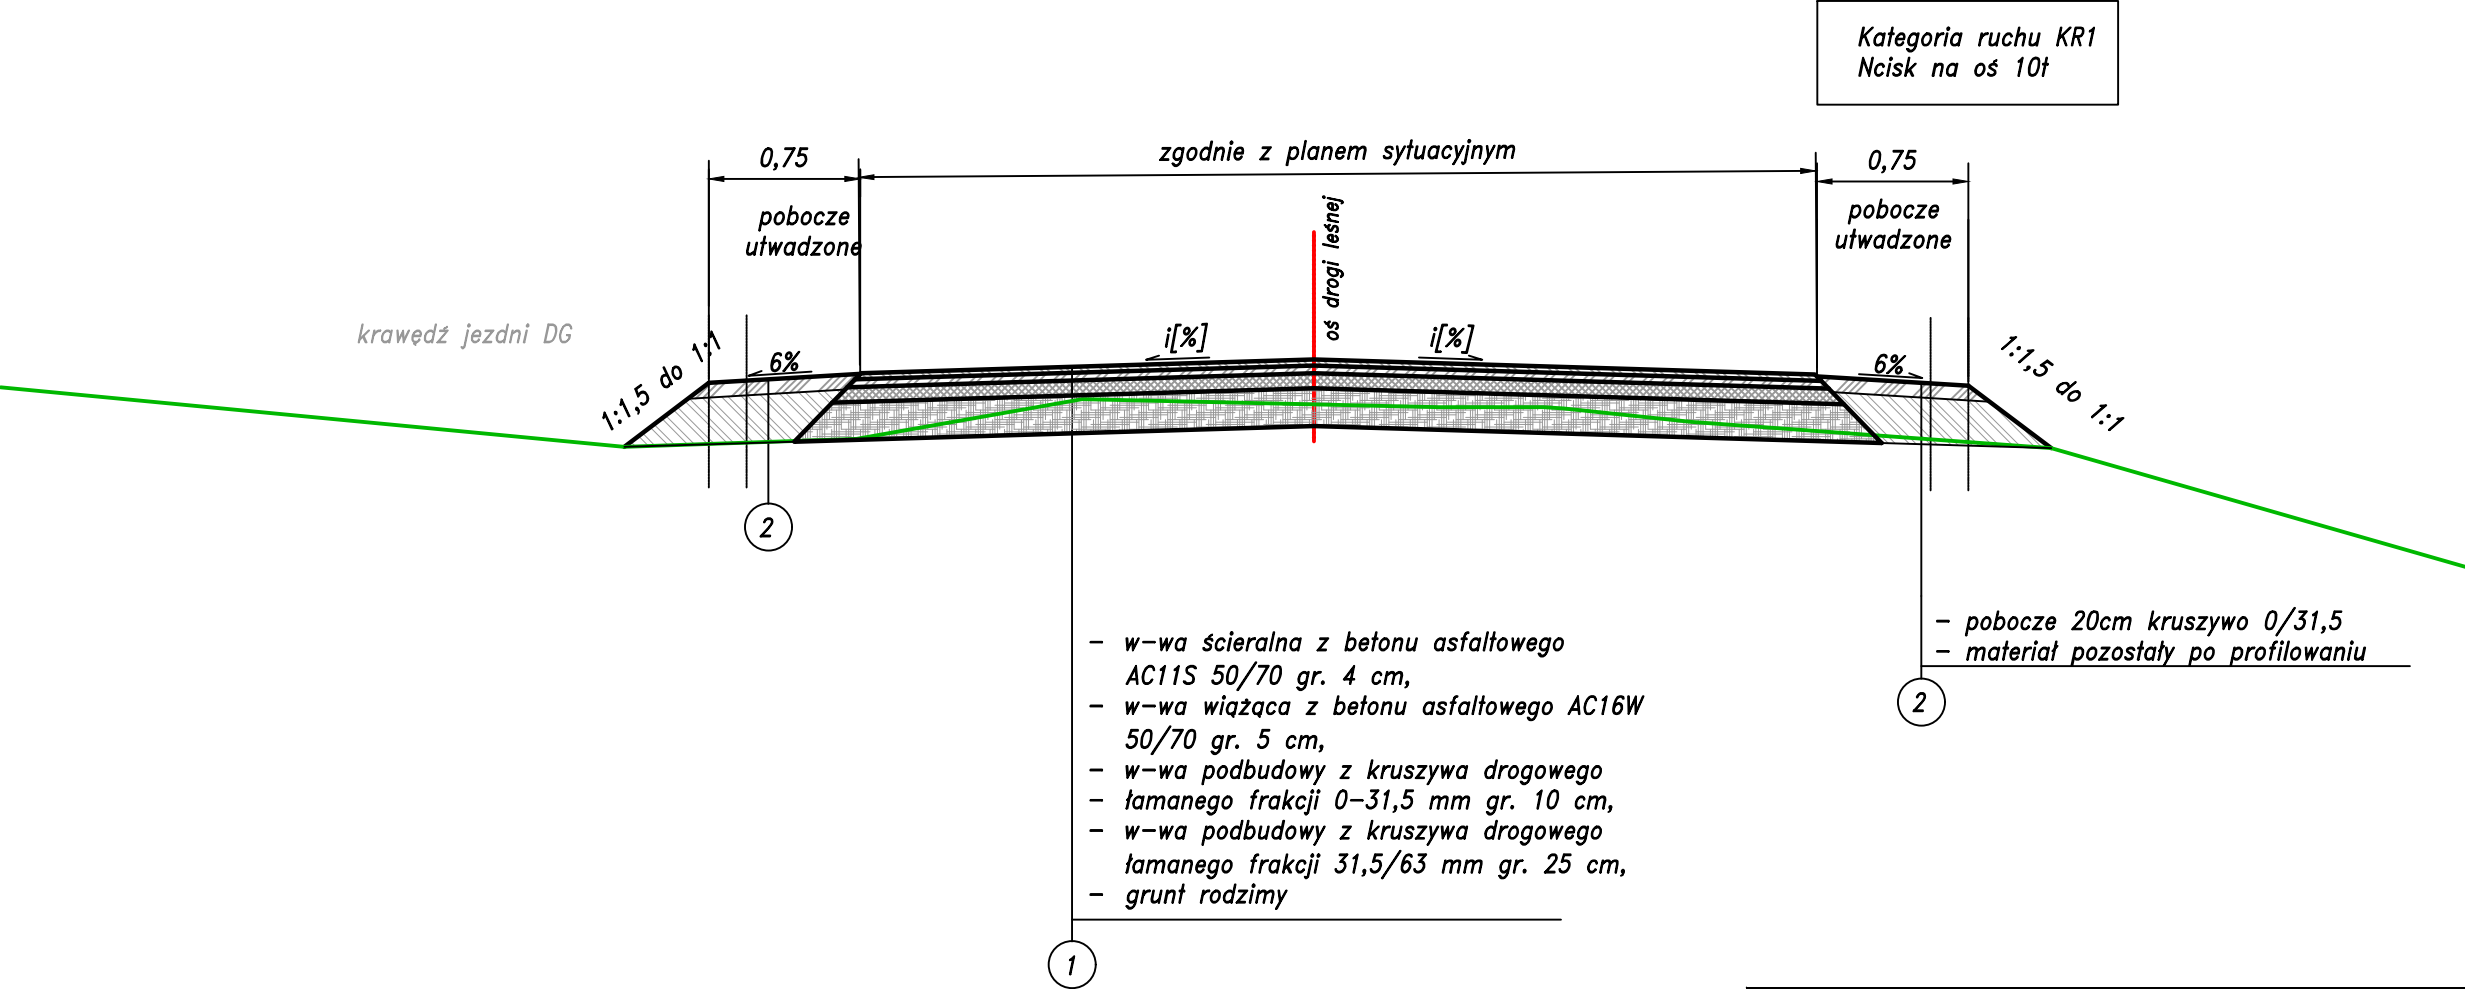 Kategoria ruchu KR1
Ncisk na oś 10t
0,75
zgodnie z planem sytuacyjnym
0,75
pobocze
utwadzone
oś drogi leśnej
pobocze
utwadzone
krawędź jezdni DG
1:1,5 do 1:1
6%
i[%]
i[%]
6%
1:1,5 do 1:1
2
- pobocze 20cm kruszywo 0/31,5
- materiał pozostały po profilowaniu
2
- w-wa ścieralna z betonu asfaltowego
AC11S 50/70 gr. 4 cm,
- w-wa wiążąca z betonu asfaltowego AC16W
50/70 gr. 5 cm,
- w-wa podbudowy z kruszywa drogowego
- łamanego frakcji 0-31,5 mm gr. 10 cm,
- w-wa podbudowy z kruszywa drogowego
łamanego frakcji 31,5/63 mm gr. 25 cm,
- grunt rodzimy
1